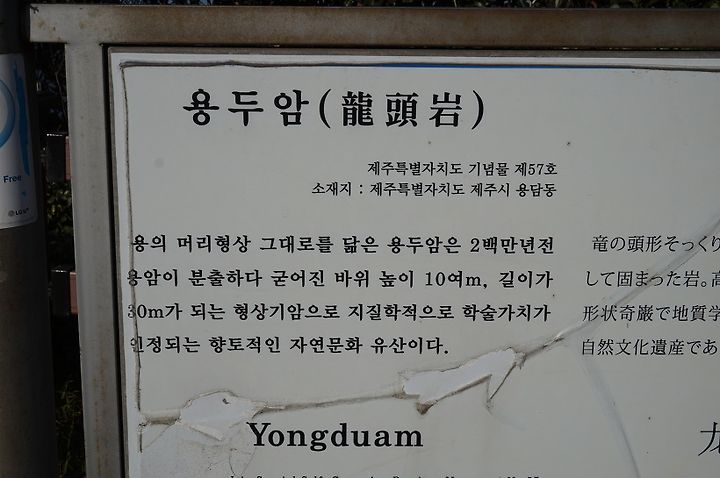 용두암(龍頭岩)
제주특별자치도 기념물 제57호
소재지 : 제주특별자치도 제주시 용담동
용의 머리형상 그대로를 닮은 용두암은 2백만년전
용암이 분출하다 굳어진 바위 높이 10여m, 길이가
30m가 되는 형상기암으로 지질학적으로 학술가치가
인정되는 향토적인 자연문화 유산이다.
竜の頭形そっくり
して固まった岩。高
形状奇巌で地質学
自然文化遺産であ
Yongduam
Free
LG U+